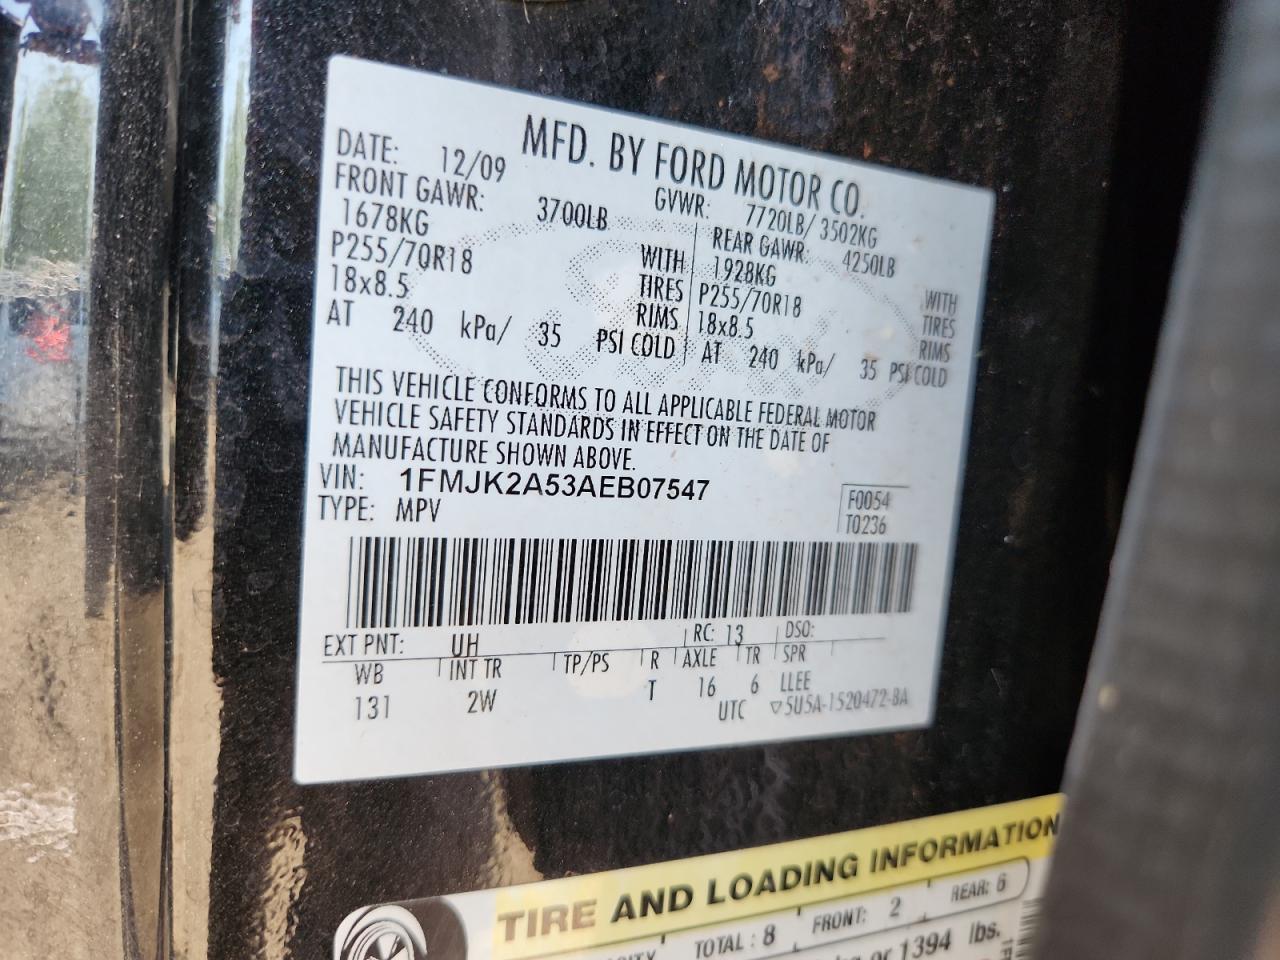 MFD. BY FORD MOTOR CO.
DATE: 12/09 GVWR: 7720LB/ 3502KG
FRONT GAWR: 3700LB REAR GAWR: 4250LB
1678KG WITH 1928KG WITH
P255/70R18 TIRES P255/70R18 TIRES
18x8.5 RIMS 18x8.5 RIMS
AT 240 kPa/ 35 PSI COLD AT 240 kPa/ 35 PSI COLD
THIS VEHICLE CONFORMS TO ALL APPLICABLE FEDERAL MOTOR
VEHICLE SAFETY STANDARDS IN EFFECT ON THE DATE OF
MANUFACTURE SHOWN ABOVE.
VIN: 1FMJK2A53AEB07547
TYPE: MPV
F0054
T0236
EXT PNT: UH RC: 13 DSO:
WB INT TR TP/PS R AXLE TR SPR
131 2W T 16 6 LLEE
UTC ▽5U5A-1520472-BA
TIRE AND LOADING INFORMATION
TOTAL : 8 FRONT: 2 REAR: 6
or 1394 lbs.